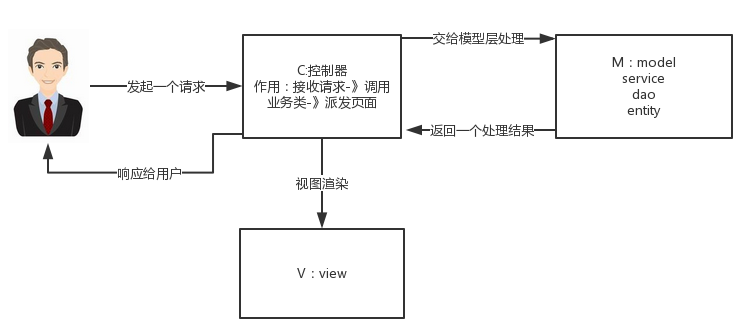 发起一个请求
C:控制器
作用：接收请求-》调用
业务类-》派发页面
交给模型层处理
M：model
service
dao
entity
返回一个处理结果
响应给用户
视图渲染
V：view